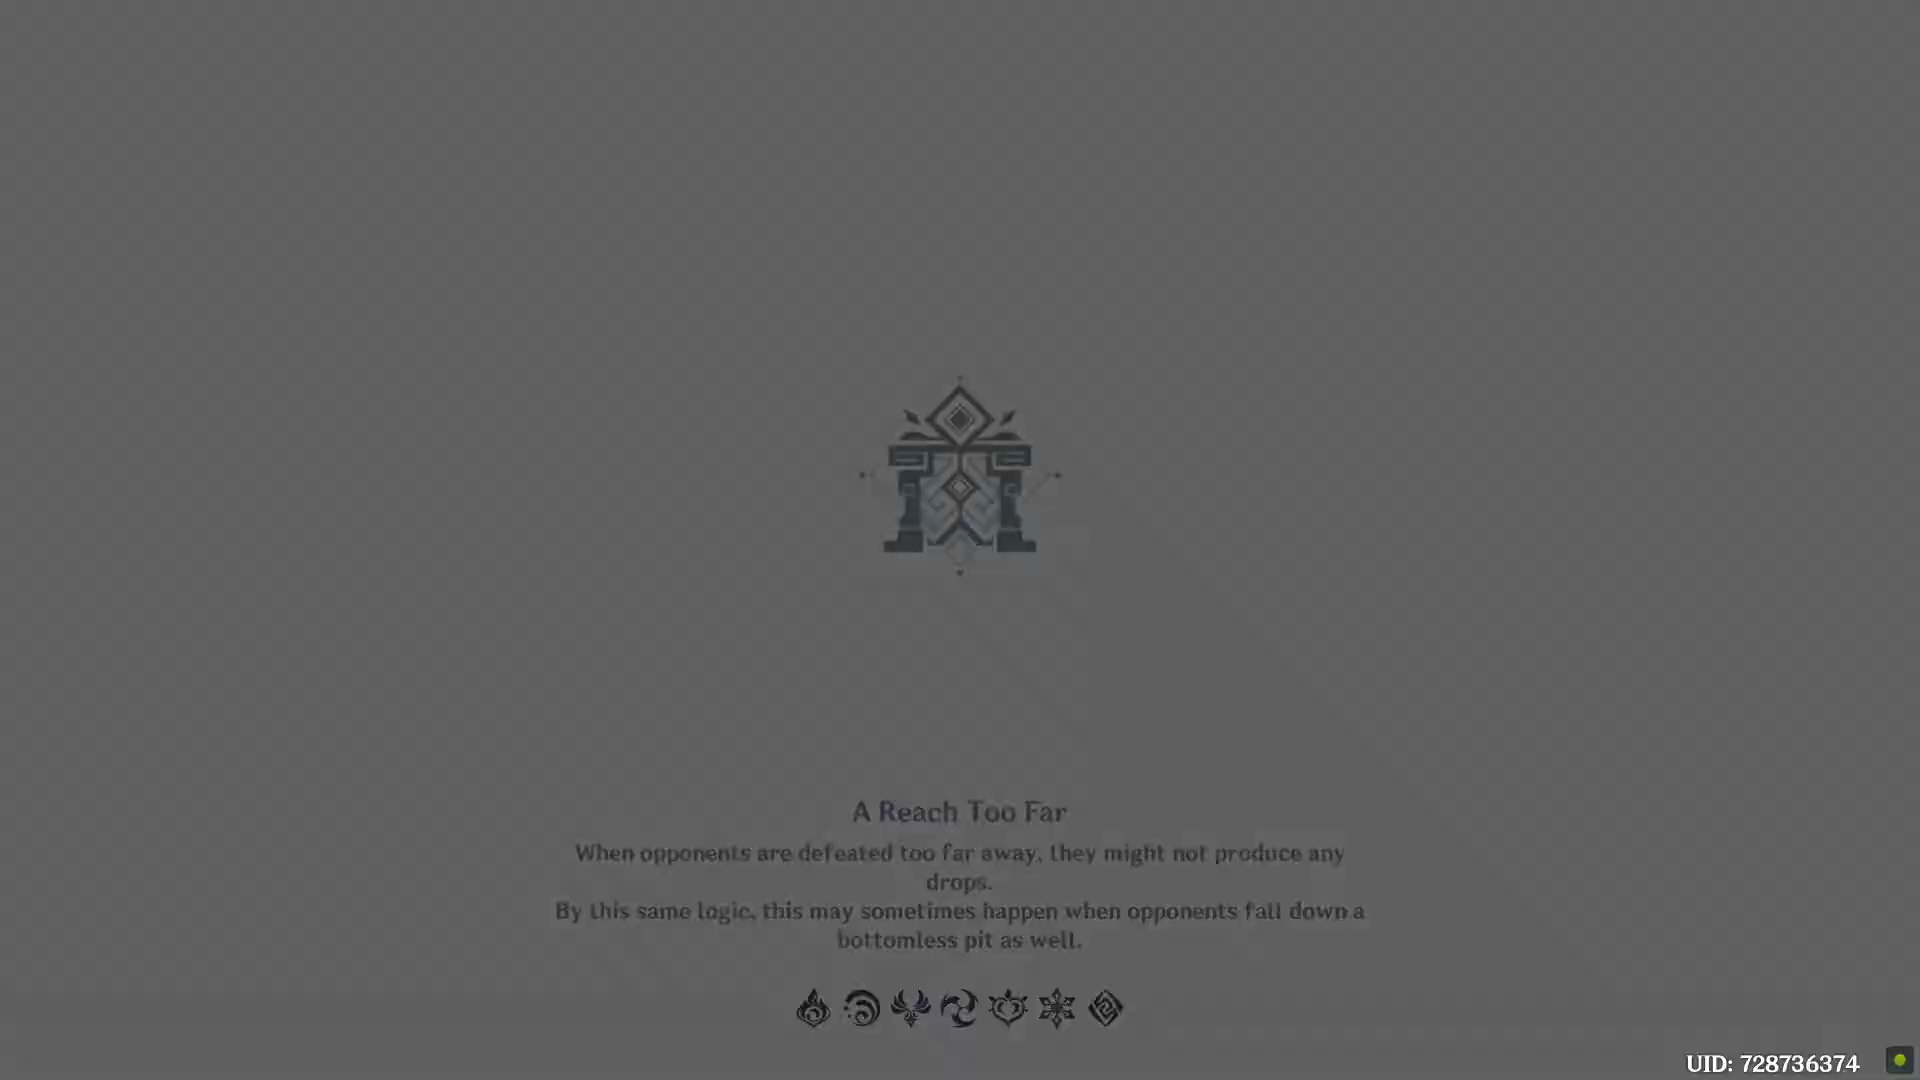 A Reach Too Far
When opponents are defeated too far away, they might not produce any
drops.
By this same logic, this may sometimes happen when opponents fall down a
bottomless pit as well.
UID: 728736374